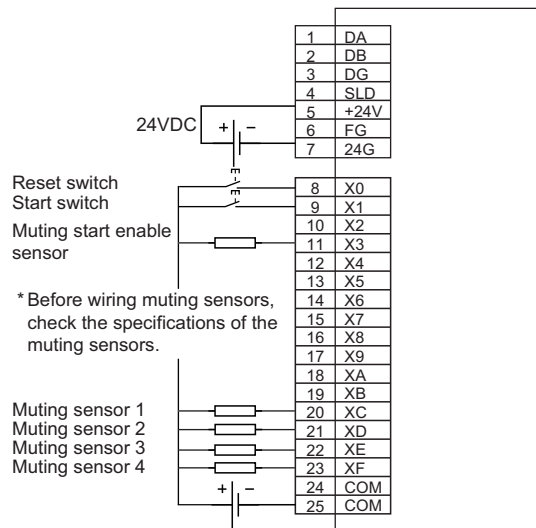 1 DA
2 DB
3 DG
4 SLD
5 +24V
6 FG
7 24G
24VDC
+ −
Reset switch
Start switch
Muting start enable
sensor
8 X0
9 X1
10 X2
11 X3
12 X4
13 X5
14 X6
15 X7
16 X8
17 X9
18 XA
19 XB
20 XC
21 XD
22 XE
23 XF
24 COM
25 COM
* Before wiring muting sensors,
check the specifications of the
muting sensors.
Muting sensor 1
Muting sensor 2
Muting sensor 3
Muting sensor 4
+ −